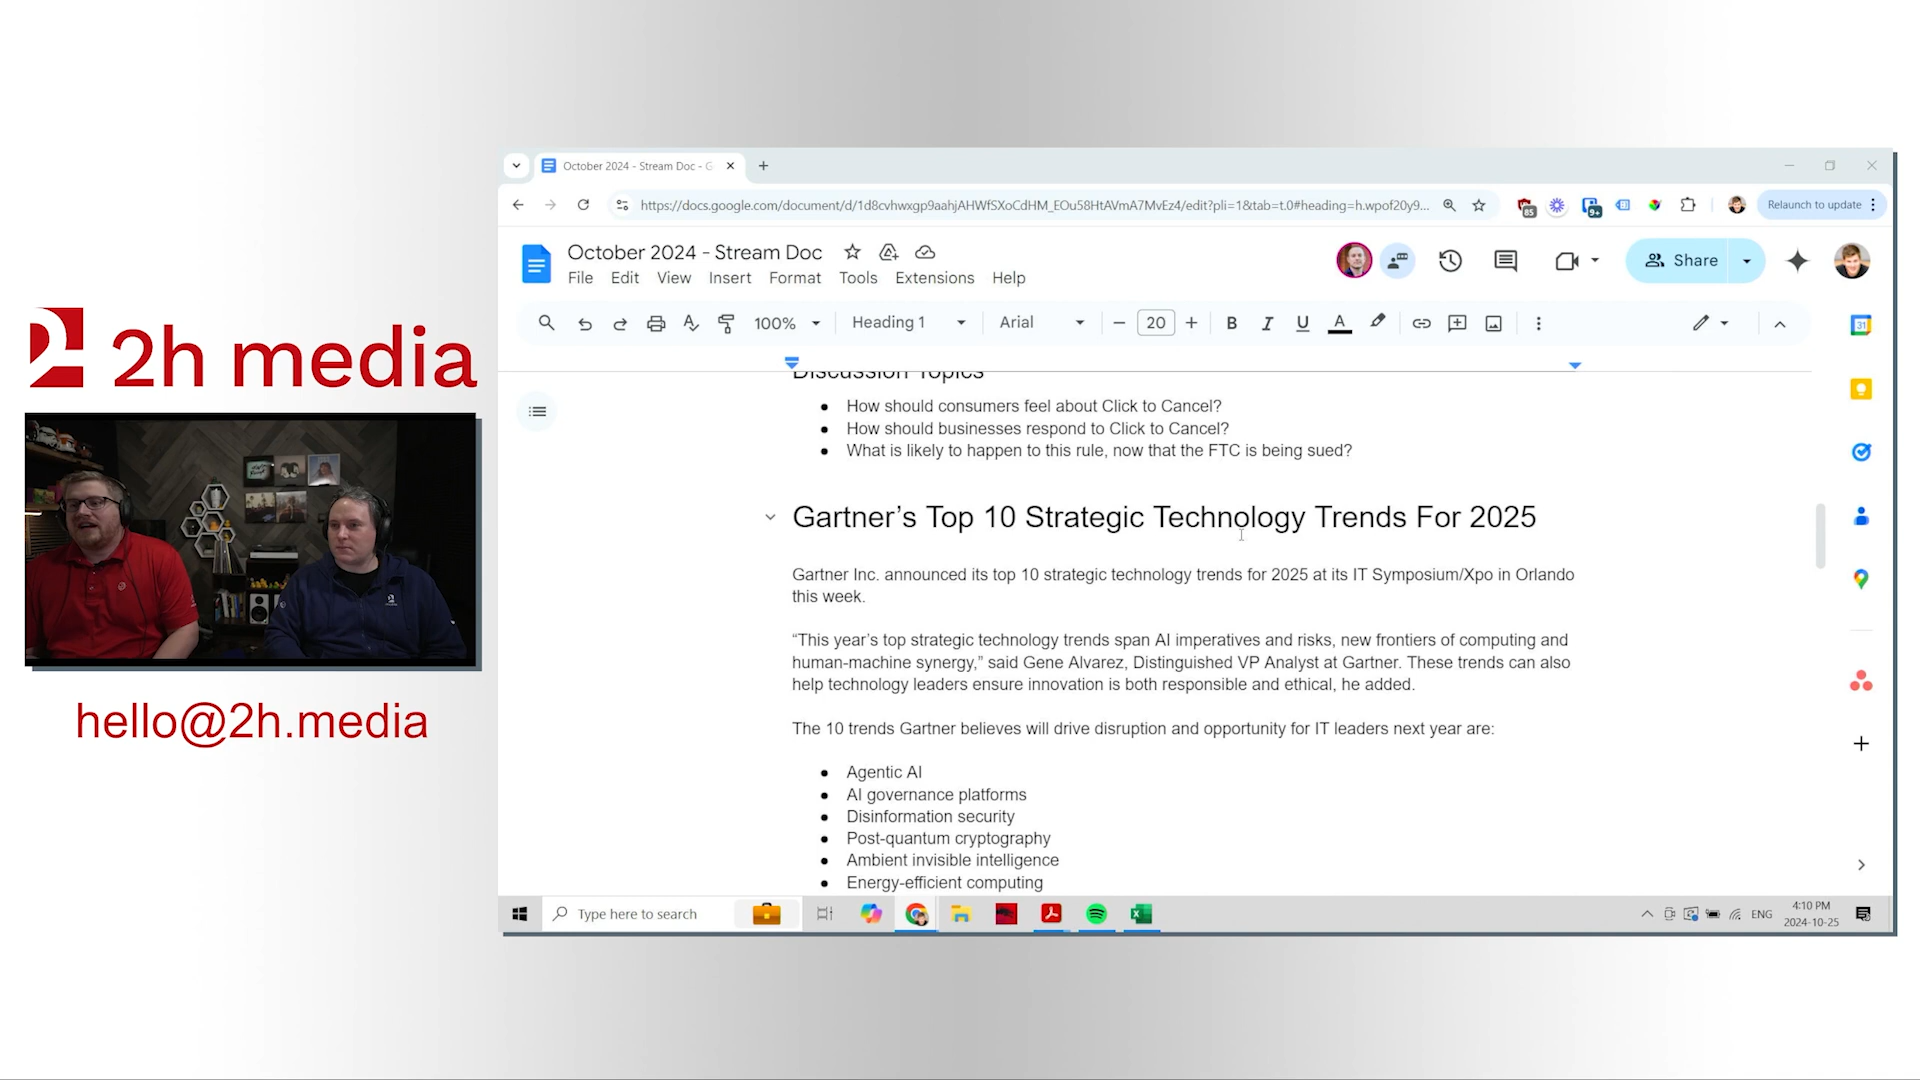 October 2024 - Stream Doc - G
https://docs.google.com/document/d/1d8cvhwxgp9aahjAHWfSXoCdHM_EOu58HtAVmA7MvEz4/edit?pli=1&tab=t.0#heading=h.wpof20y9...
85
9+
Relaunch to update
October 2024 - Stream Doc
File Edit View Insert Format Tools Extensions Help
Share
100%
Heading 1
Arial
20
B I U A
31
2h media
Discussion Topics
How should consumers feel about Click to Cancel?
How should businesses respond to Click to Cancel?
What is likely to happen to this rule, now that the FTC is being sued?
Gartner’s Top 10 Strategic Technology Trends For 2025
Gartner Inc. announced its top 10 strategic technology trends for 2025 at its IT Symposium/Xpo in Orlando
this week.
“This year’s top strategic technology trends span AI imperatives and risks, new frontiers of computing and
human-machine synergy,” said Gene Alvarez, Distinguished VP Analyst at Gartner. These trends can also
help technology leaders ensure innovation is both responsible and ethical, he added.
The 10 trends Gartner believes will drive disruption and opportunity for IT leaders next year are:
Agentic AI
AI governance platforms
Disinformation security
Post-quantum cryptography
Ambient invisible intelligence
Energy-efficient computing
hello@2h.media
Type here to search
ENG
4:10 PM
2024-10-25